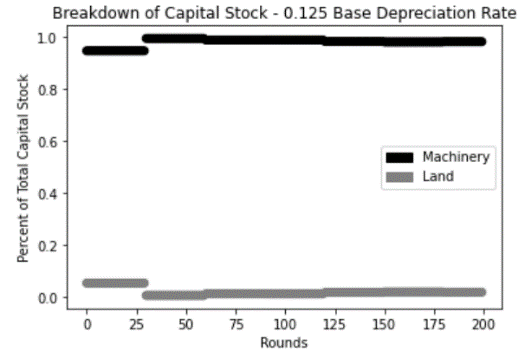 Breakdown of Capital Stock - 0.125 Base Depreciation Rate
Percent of Total Capital Stock
1.0
0.8
0.6
0.4
0.2
0.0
Machinery
Land
0 25 50 75 100 125 150 175 200
Rounds